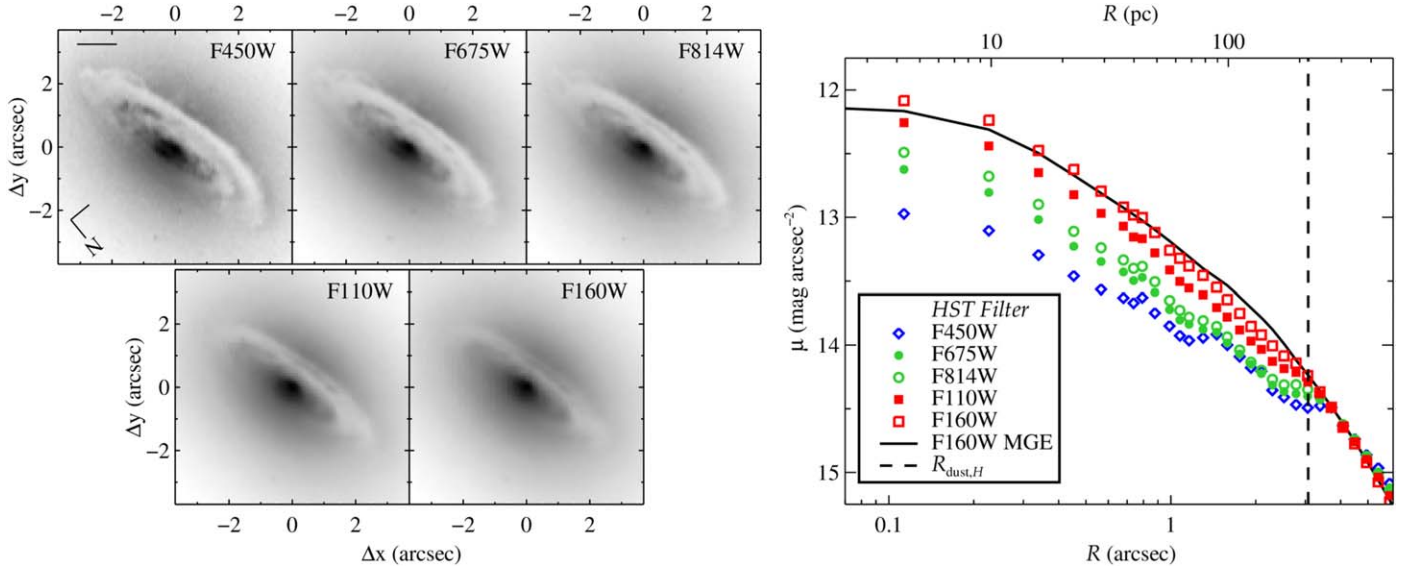 −2 0 2 −2 0 2 −2 0 2
F450W F675W F814W
2
0
−2
Δy (arcsec)
N
F110W F160W
2
0
−2
Δy (arcsec)
−2 0 2 −2 0 2
Δx (arcsec)
R (pc)
10 100
12
13
14
15
μ (mag arcsec−2)
HST Filter
F450W
F675W
F814W
F110W
F160W
F160W MGE
Rdust,H
0.1 1
R (arcsec)